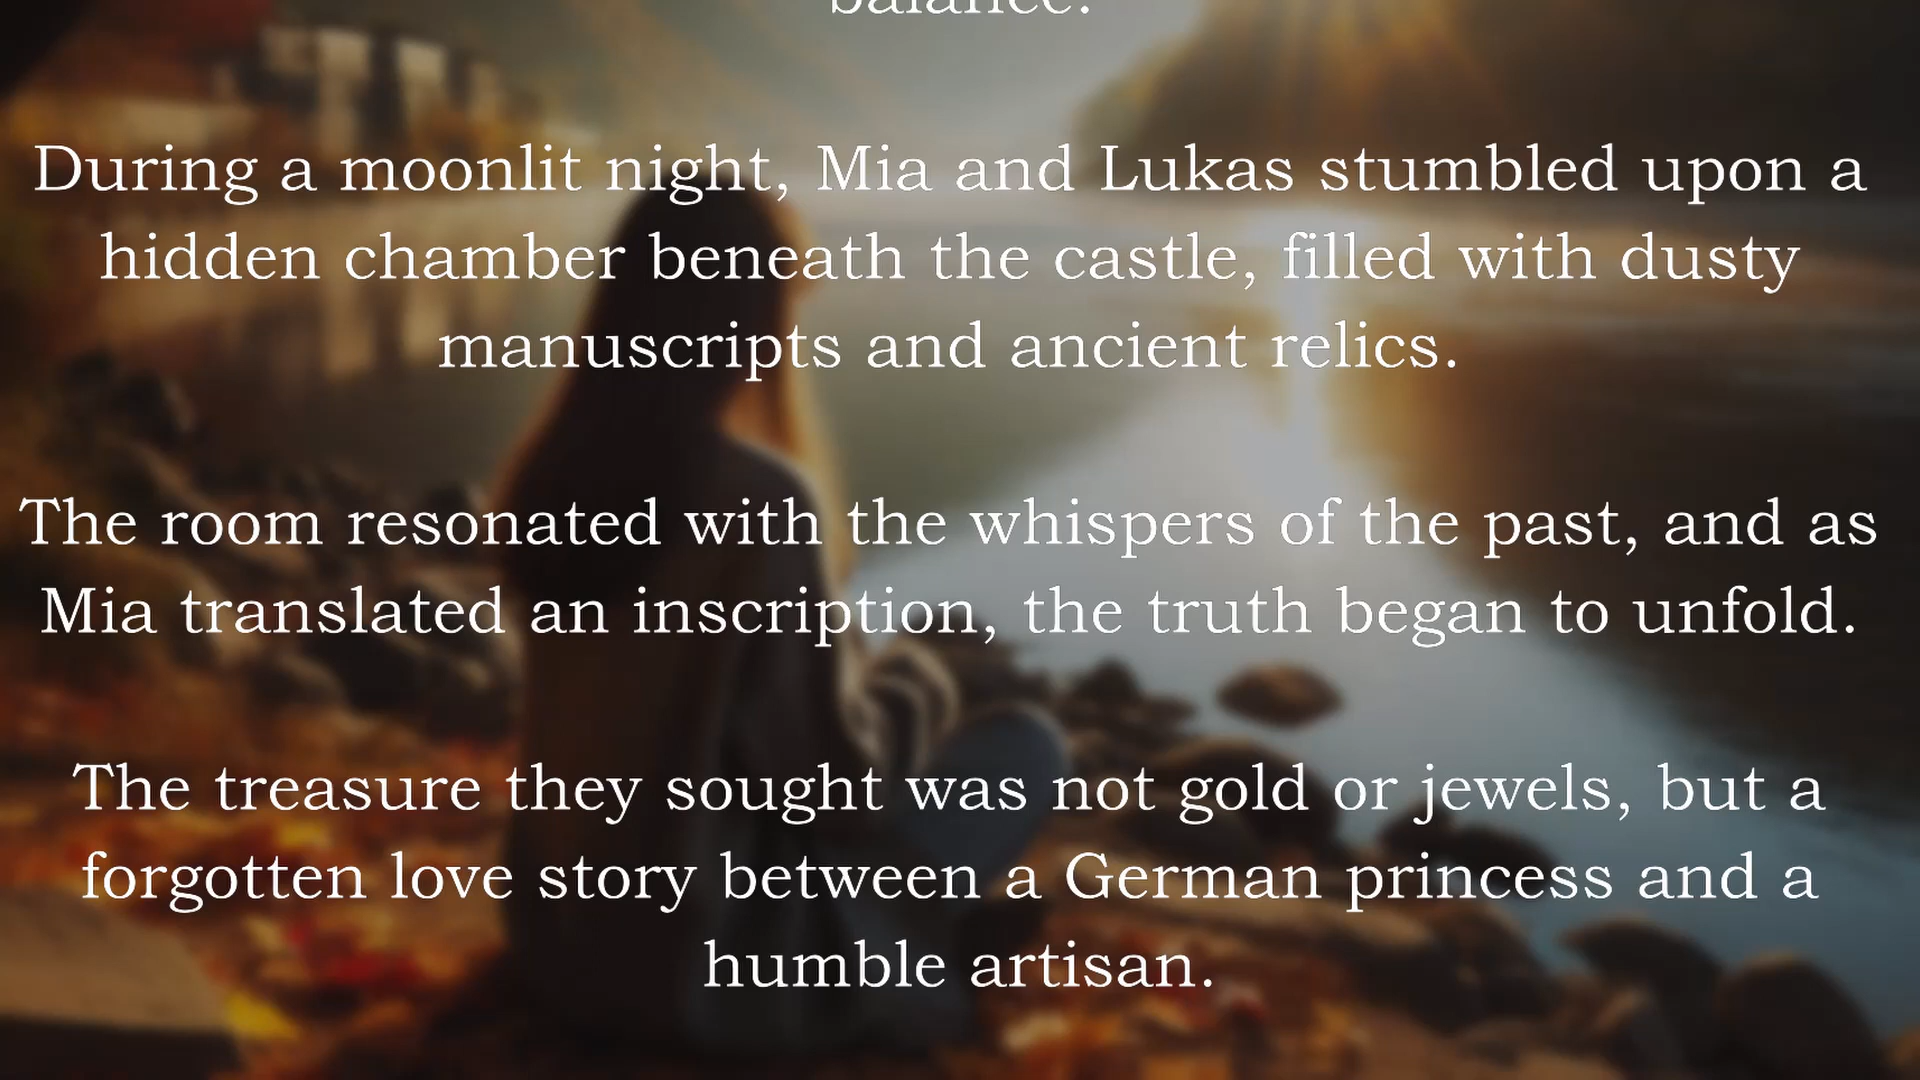 balance.
During a moonlit night, Mia and Lukas stumbled upon a
hidden chamber beneath the castle, filled with dusty
manuscripts and ancient relics.
The room resonated with the whispers of the past, and as
Mia translated an inscription, the truth began to unfold.
The treasure they sought was not gold or jewels, but a
forgotten love story between a German princess and a
humble artisan.